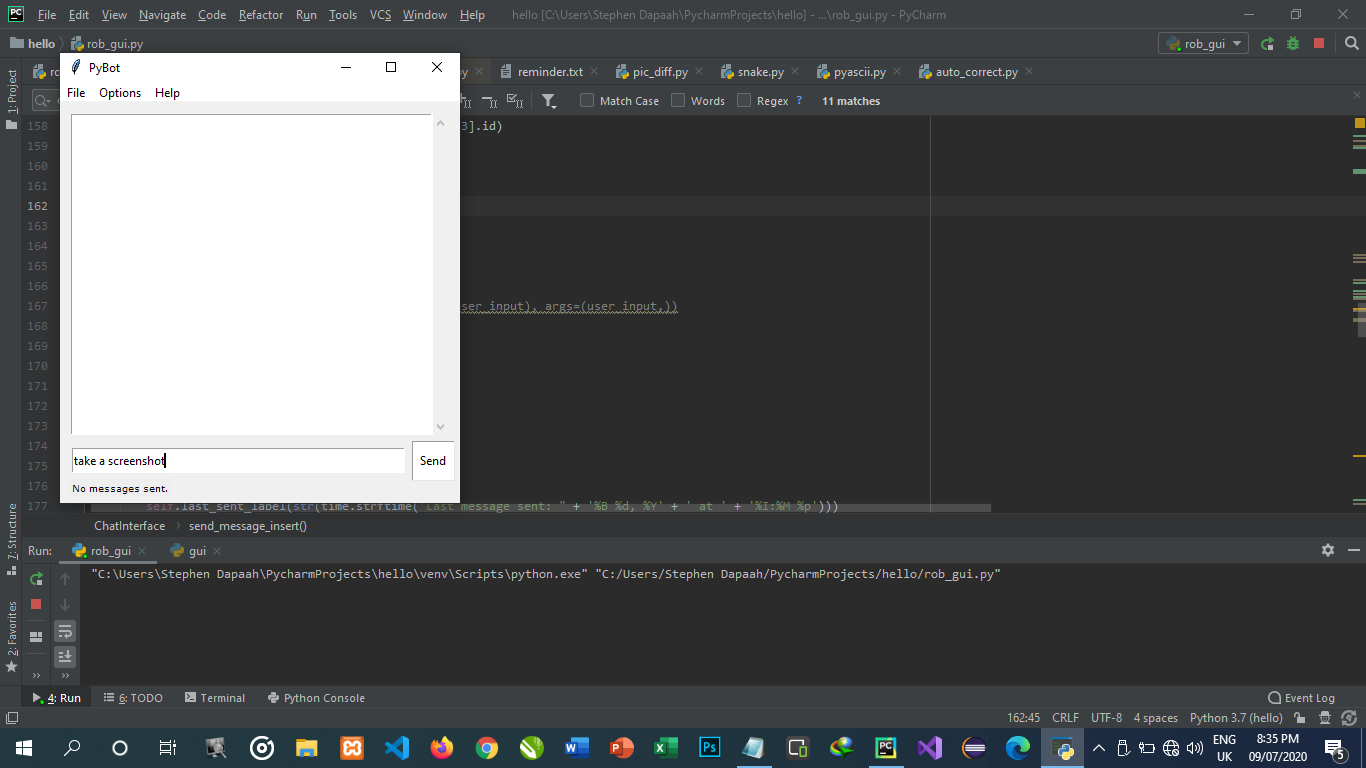 File Edit View Navigate Code Refactor Run Tools VCS Window Help hello [C:\Users\Stephen Dapaah\PycharmProjects\hello] - ...\rob_gui.py - PyCharm
hello rob_gui.py rob_gui
PyBot
reminder.txt pic_diff.py snake.py pyascii.py auto_correct.py
File Options Help
Match Case Words Regex ? 11 matches
1: Project
158 3].id)
159
160
161
162
163
164
165
166
167 ser_input), args=(user_input,))
168
169
170
171
172
173
174
175
176
take a screenshot
Send
No messages sent.
177 self.last_sent_label(str(time.strftime("Last message sent: " + '%B %d, %Y' + ' at ' + '%I:%M %p')))
ChatInterface send_message_insert()
7: Structure
2: Favorites
Run: rob_gui gui
"C:\Users\Stephen Dapaah\PycharmProjects\hello\venv\Scripts\python.exe" "C:/Users/Stephen Dapaah/PycharmProjects/hello/rob_gui.py"
4: Run 6: TODO Terminal Python Console Event Log
162:45 CRLF UTF-8 4 spaces Python 3.7 (hello)
ENG 8:35 PM
UK 09/07/2020 5